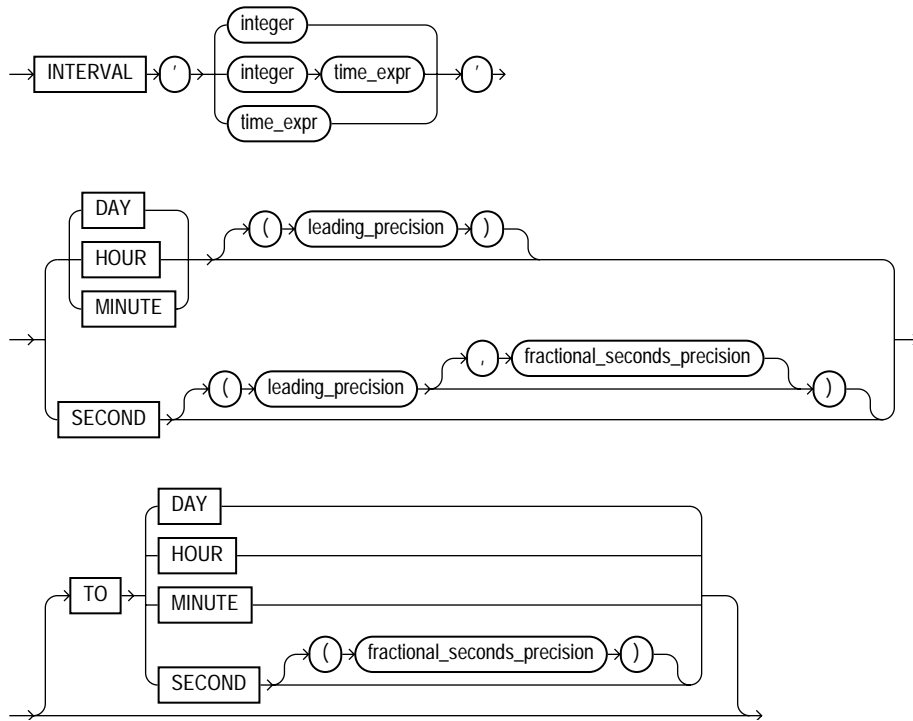 integer
INTERVAL ' integer time_expr '
time_expr
DAY
( leading_precision )
HOUR
MINUTE
, fractional_seconds_precision
( leading_precision )
SECOND
DAY
HOUR
TO
MINUTE
( fractional_seconds_precision )
SECOND